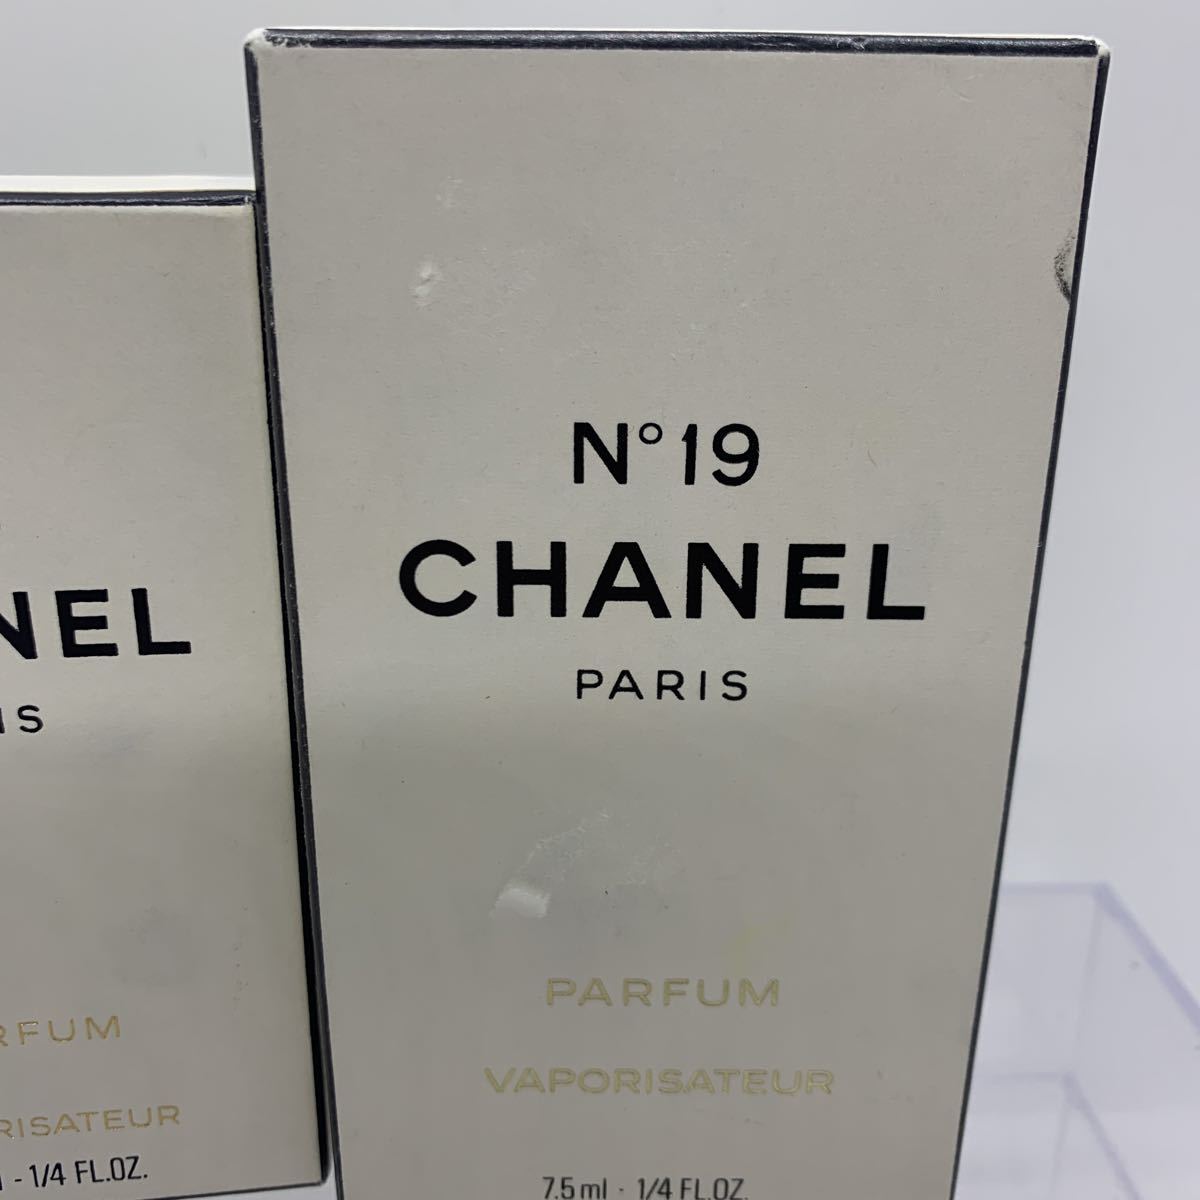 N°19
CHANEL
PARIS
PARFUM
VAPORISATEUR
7.5 ml · 1/4 FL.OZ.
NEL
IS
RFUM
RISATEUR
- 1/4 FL.OZ.